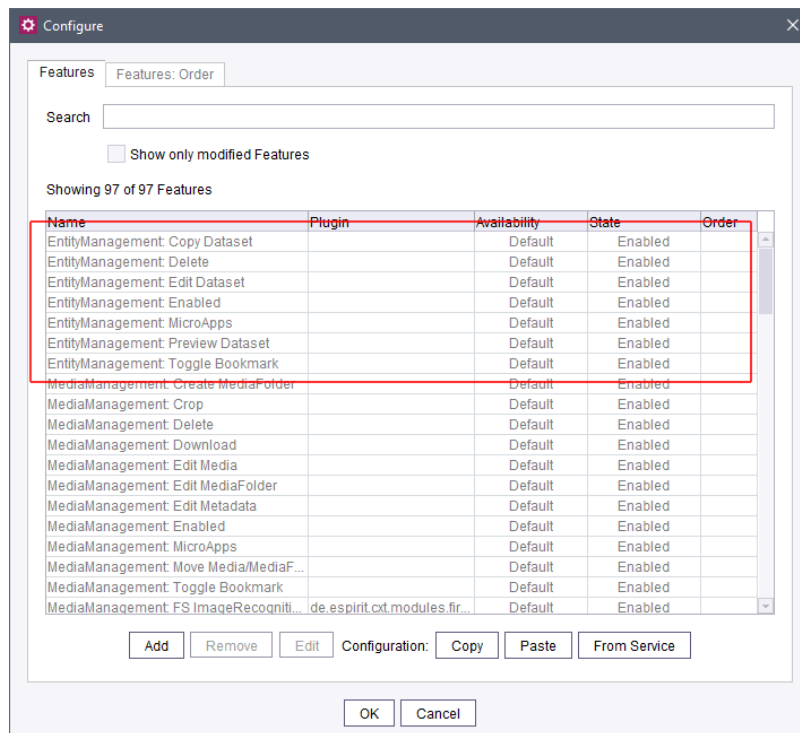 Configure
Features
Features: Order
Search
Show only modified Features
Showing 97 of 97 Features
Name Plugin Availability State Order
EntityManagement: Copy Dataset Default Enabled
EntityManagement: Delete Default Enabled
EntityManagement: Edit Dataset Default Enabled
EntityManagement: Enabled Default Enabled
EntityManagement: MicroApps Default Enabled
EntityManagement: Preview Dataset Default Enabled
EntityManagement: Toggle Bookmark Default Enabled
MediaManagement: Create MediaFolder Default Enabled
MediaManagement: Crop Default Enabled
MediaManagement: Delete Default Enabled
MediaManagement: Download Default Enabled
MediaManagement: Edit Media Default Enabled
MediaManagement: Edit MediaFolder Default Enabled
MediaManagement: Edit Metadata Default Enabled
MediaManagement: Enabled Default Enabled
MediaManagement: MicroApps Default Enabled
MediaManagement: Move Media/MediaF... Default Enabled
MediaManagement: Toggle Bookmark Default Enabled
MediaManagement: FS ImageRecogniti... de.espirit.cxt.modules.fir... Default Enabled
Add Remove Edit Configuration: Copy Paste From Service
OK Cancel